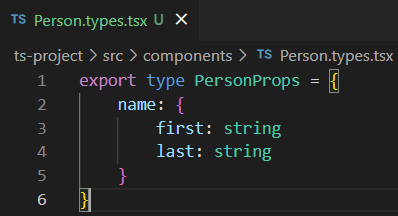 TS Person.types.tsx U ×
ts-project > src > components > TS Person.types.tsx
1 export type PersonProps = {
2     name: {
3         first: string
4         last: string
5     }
6 }